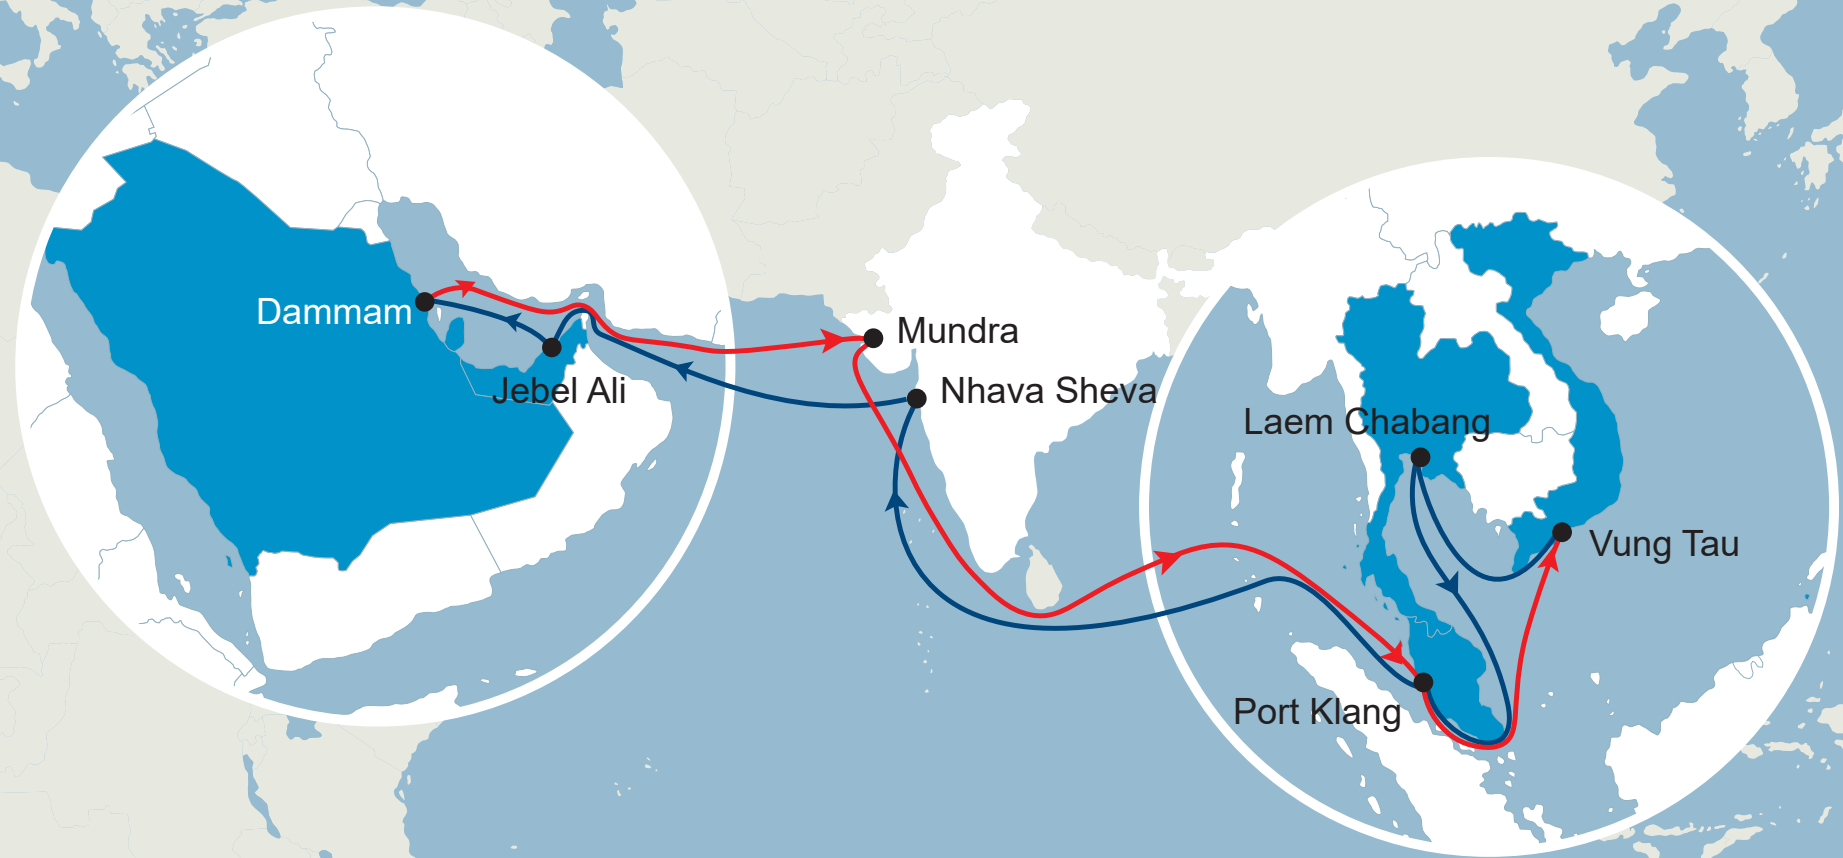 Dammam
Jebel Ali
Mundra
Nhava Sheva
Laem Chabang
Vung Tau
Port Klang